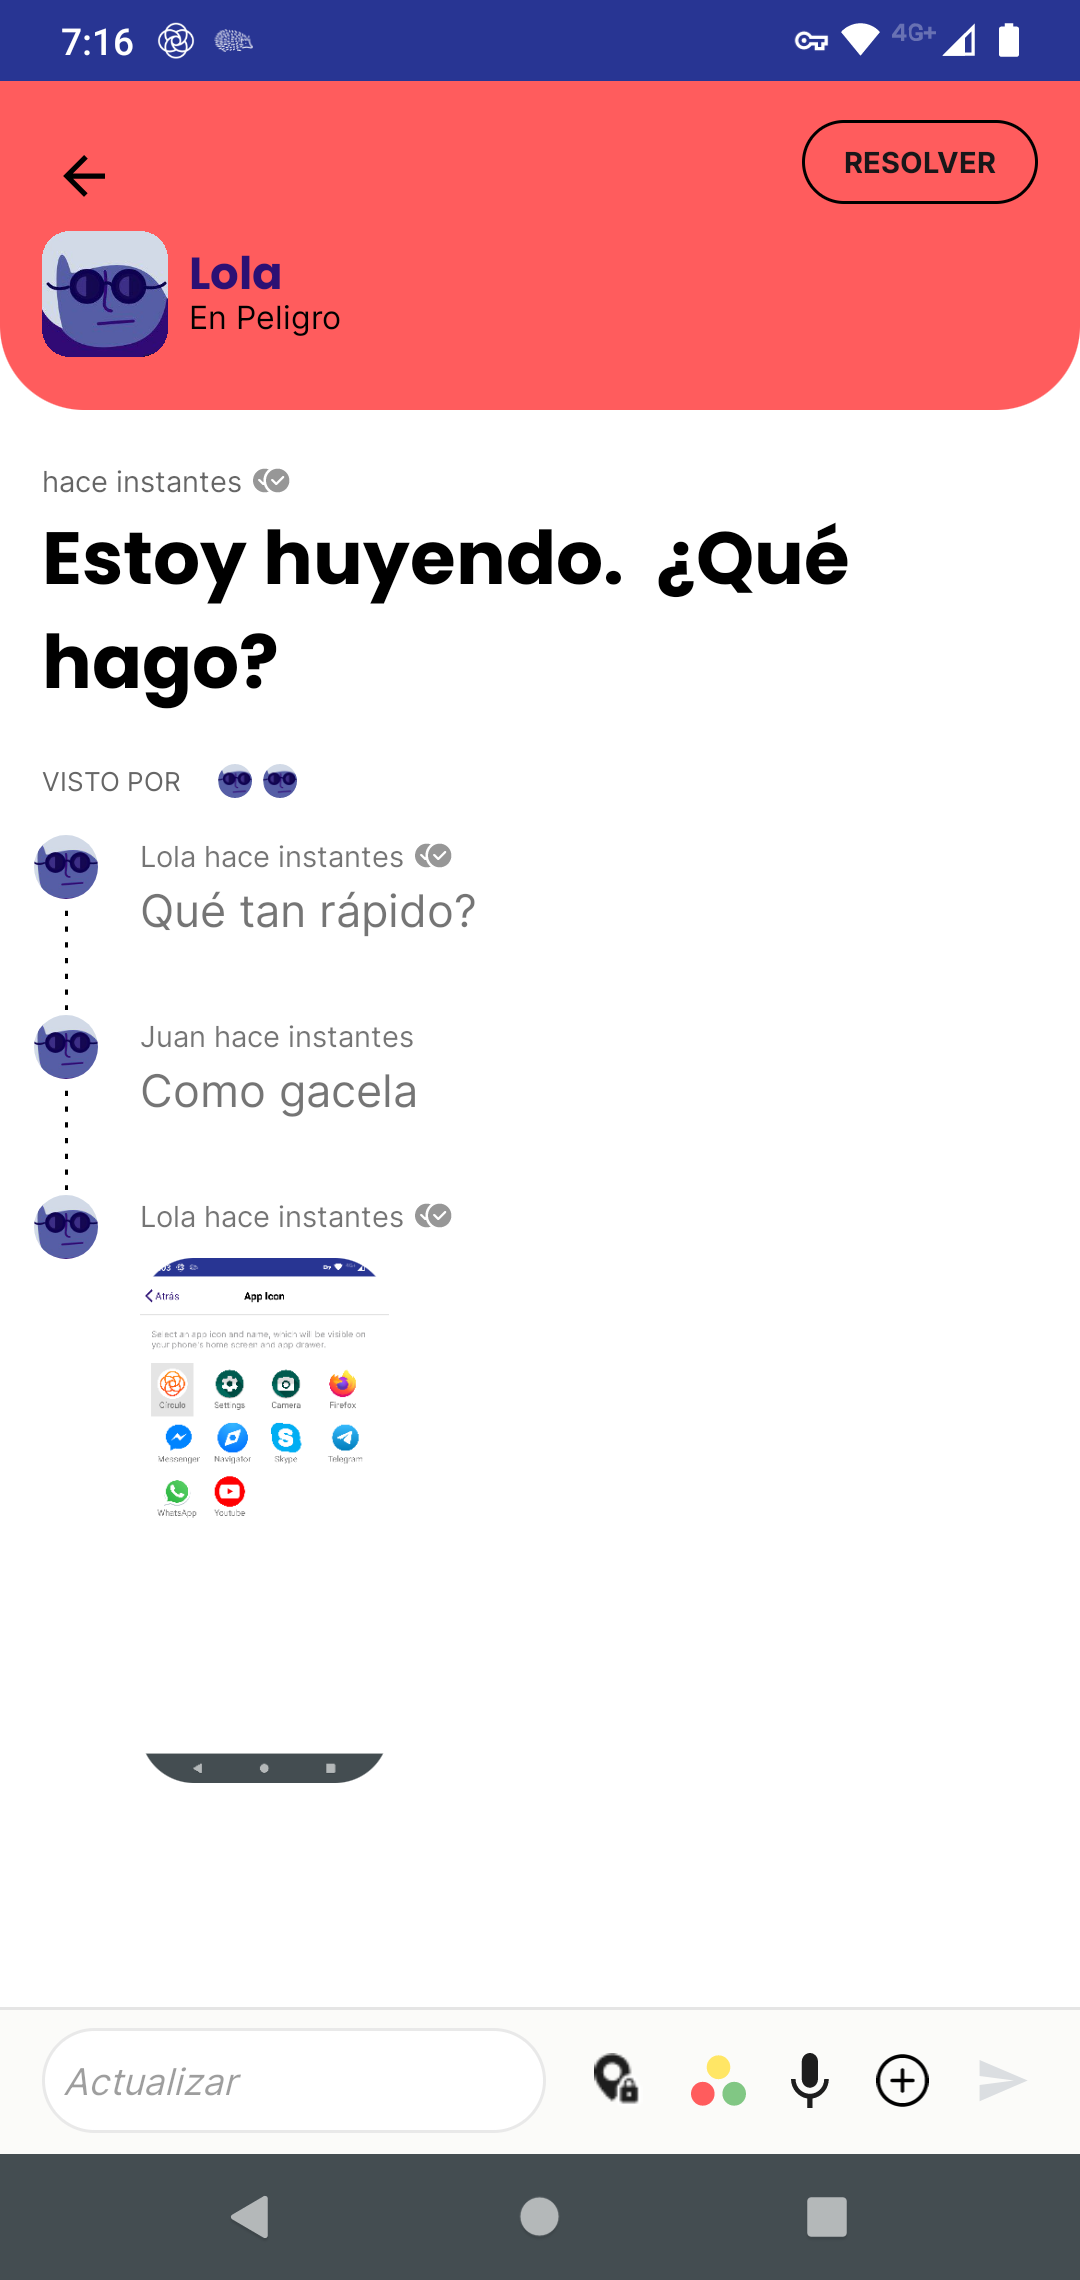 7:16
4G+
RESOLVER
Lola
En Peligro
hace instantes
Estoy huyendo. ¿Qué
hago?
VISTO POR
Lola hace instantes
Qué tan rápido?
Juan hace instantes
Como gacela
Lola hace instantes
Atrás
App Icon
Select an app icon and name, which will be visible on
your phone's home screen and app drawer.
Círculo Settings Camera Firefox
Messenger Navigator Skype Telegram
WhatsApp Youtube
Actualizar